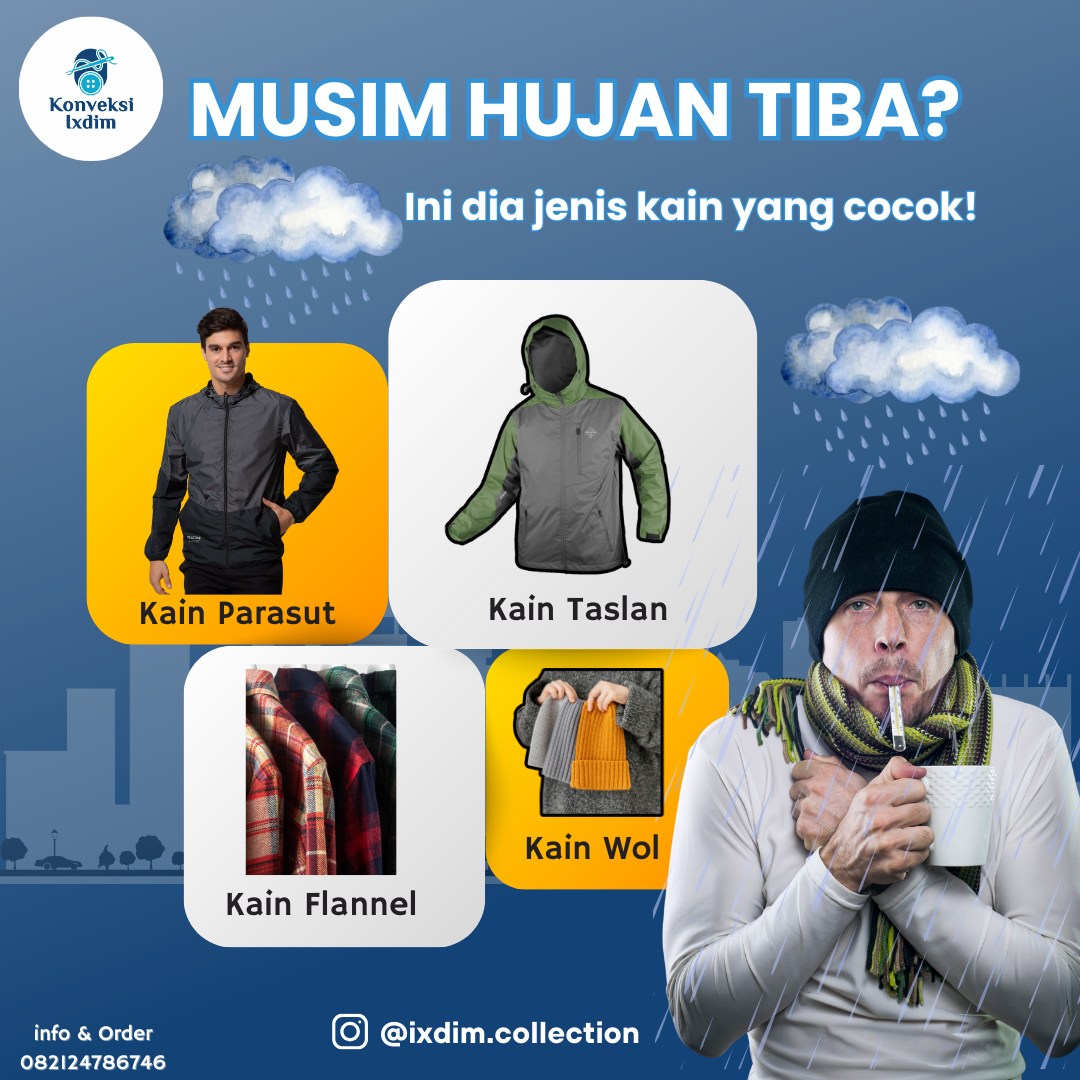 Konveksi
Ixdim
MUSIM HUJAN TIBA?
Ini dia jenis kain yang cocok!
Kain Parasut
Kain Taslan
Kain Flannel
Kain Wol
info & Order
082124786746
@ixdim.collection